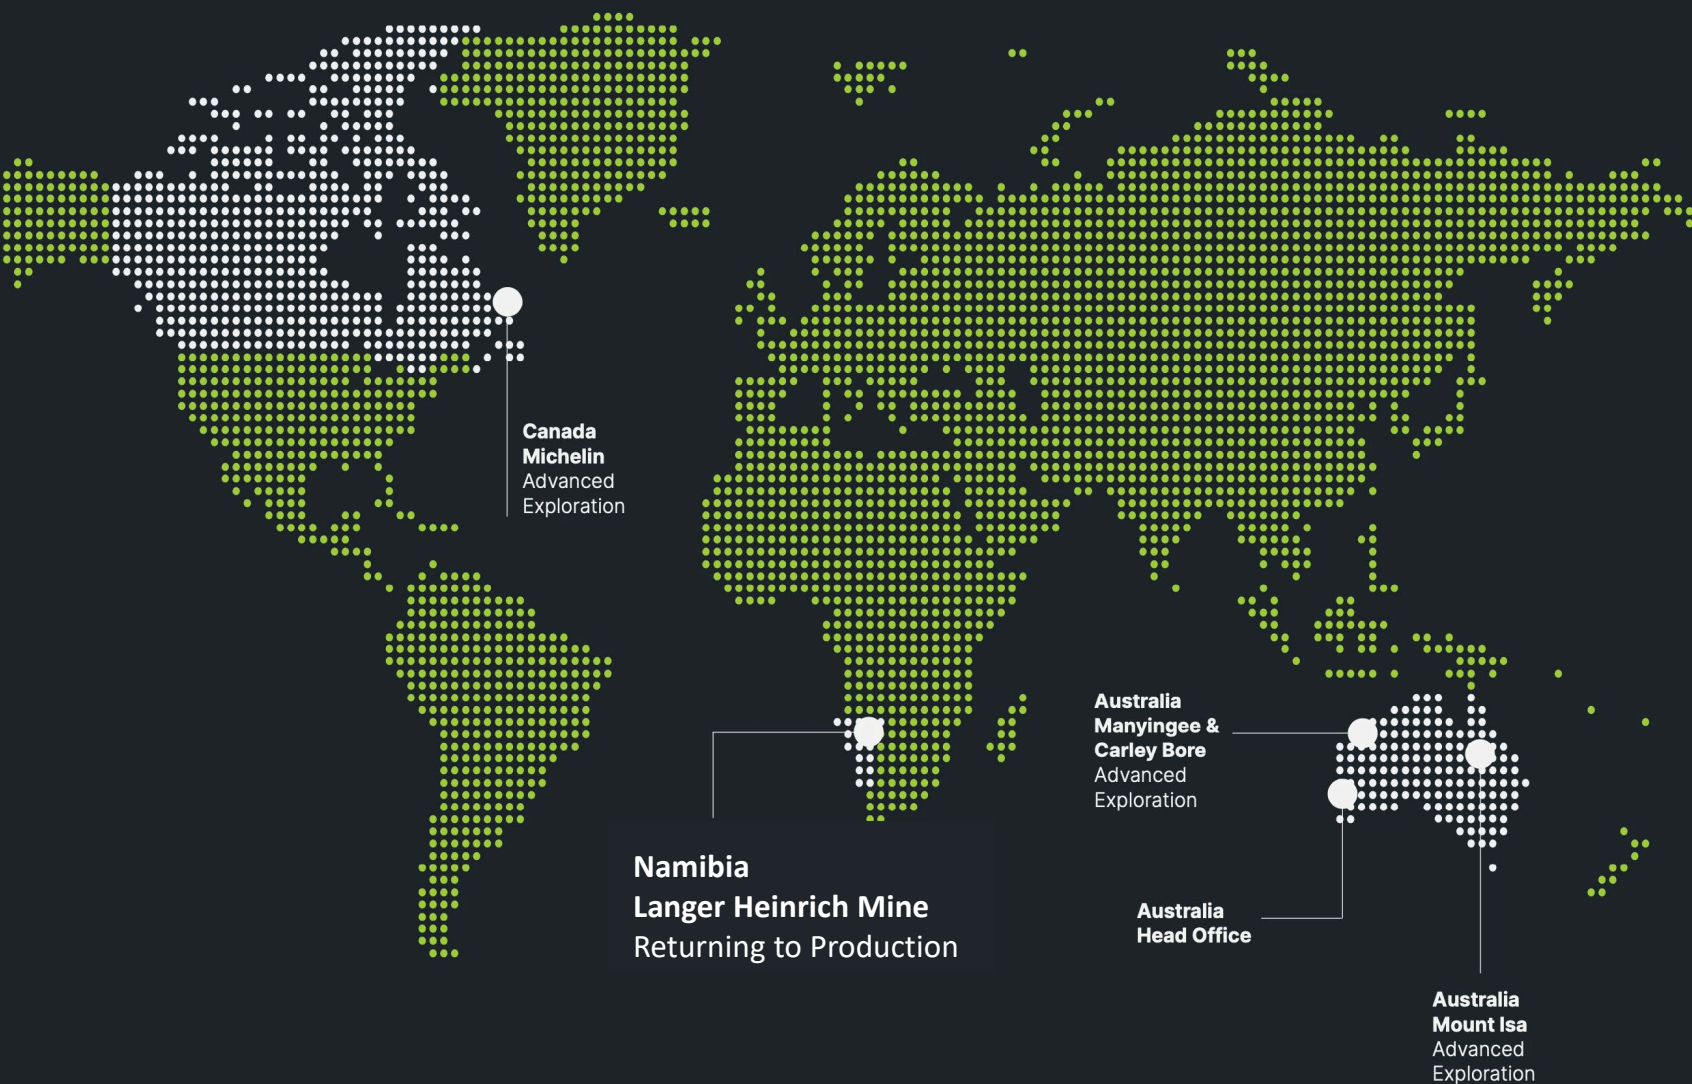 Canada
Michelin
Advanced
Exploration
Namibia
Langer Heinrich Mine
Returning to Production
Australia
Manyingee &
Carley Bore
Advanced
Exploration
Australia
Head Office
Australia
Mount Isa
Advanced
Exploration